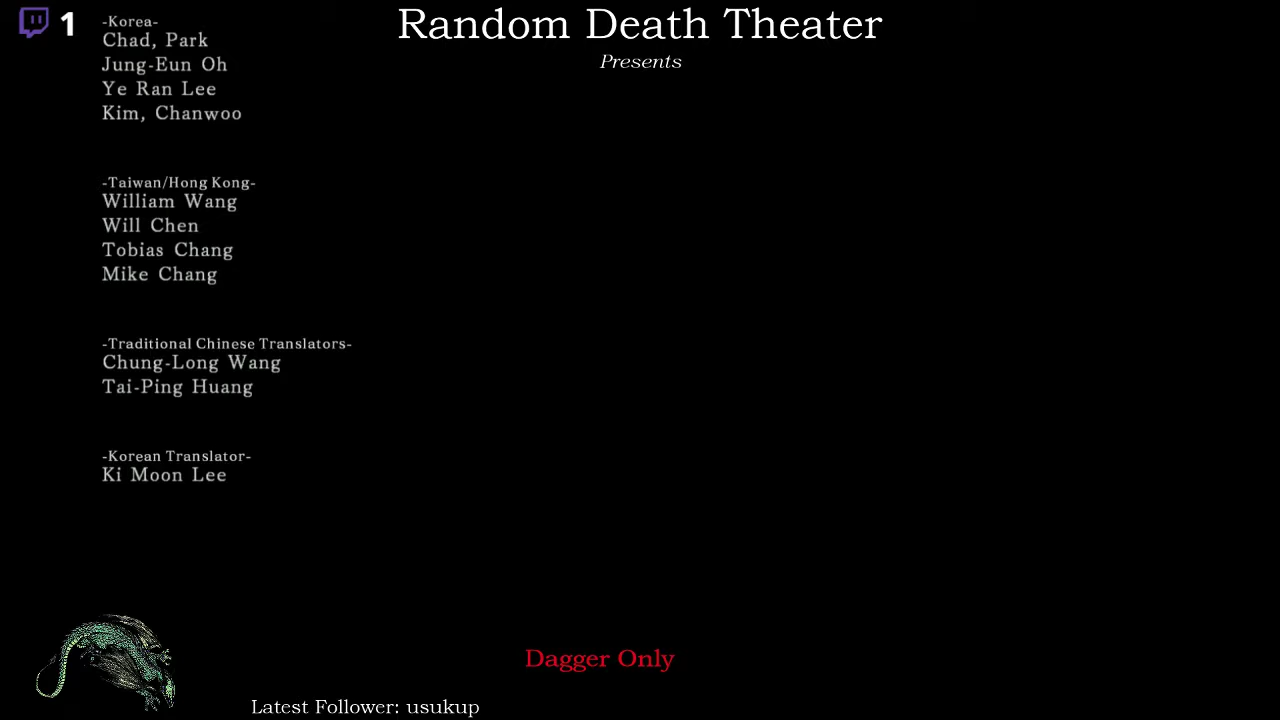 1
Random Death Theater
Presents
-Korea-
Chad, Park
Jung-Eun Oh
Ye Ran Lee
Kim, Chanwoo
-Taiwan/Hong Kong-
William Wang
Will Chen
Tobias Chang
Mike Chang
-Traditional Chinese Translators-
Chung-Long Wang
Tai-Ping Huang
-Korean Translator-
Ki Moon Lee
Dagger Only
Latest Follower: usukup